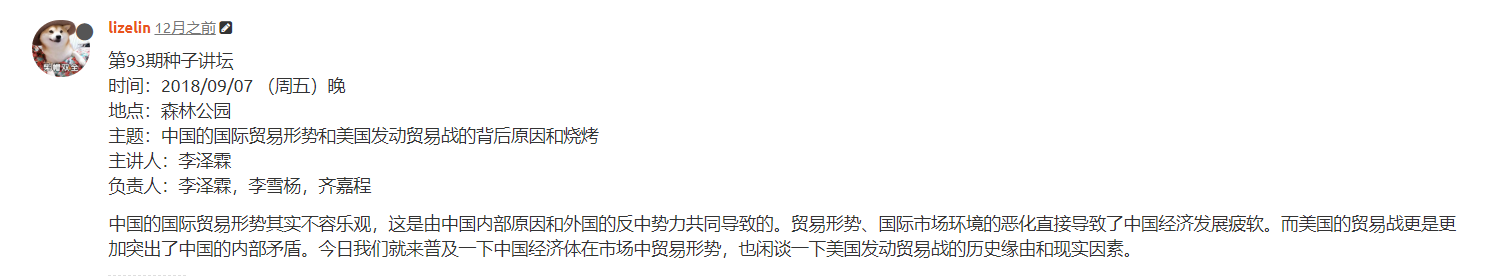 lizelin 12月之前
第93期种子讲坛
时间：2018/09/07 （周五）晚
地点：森林公园
主题：中国的国际贸易形势和美国发动贸易战的背后原因和烧烤
主讲人：李泽霖
负责人：李泽霖，李雪杨，齐嘉程
中国的国际贸易形势其实不容乐观，这是由中国内部原因和外国的反中势力共同导致的。贸易形势、国际市场环境的恶化直接导致了中国经济发展疲软。而美国的贸易战更是更
加突出了中国的内部矛盾。今日我们就来普及一下中国经济体在市场中贸易形势，也闲谈一下美国发动贸易战的历史缘由和现实因素。